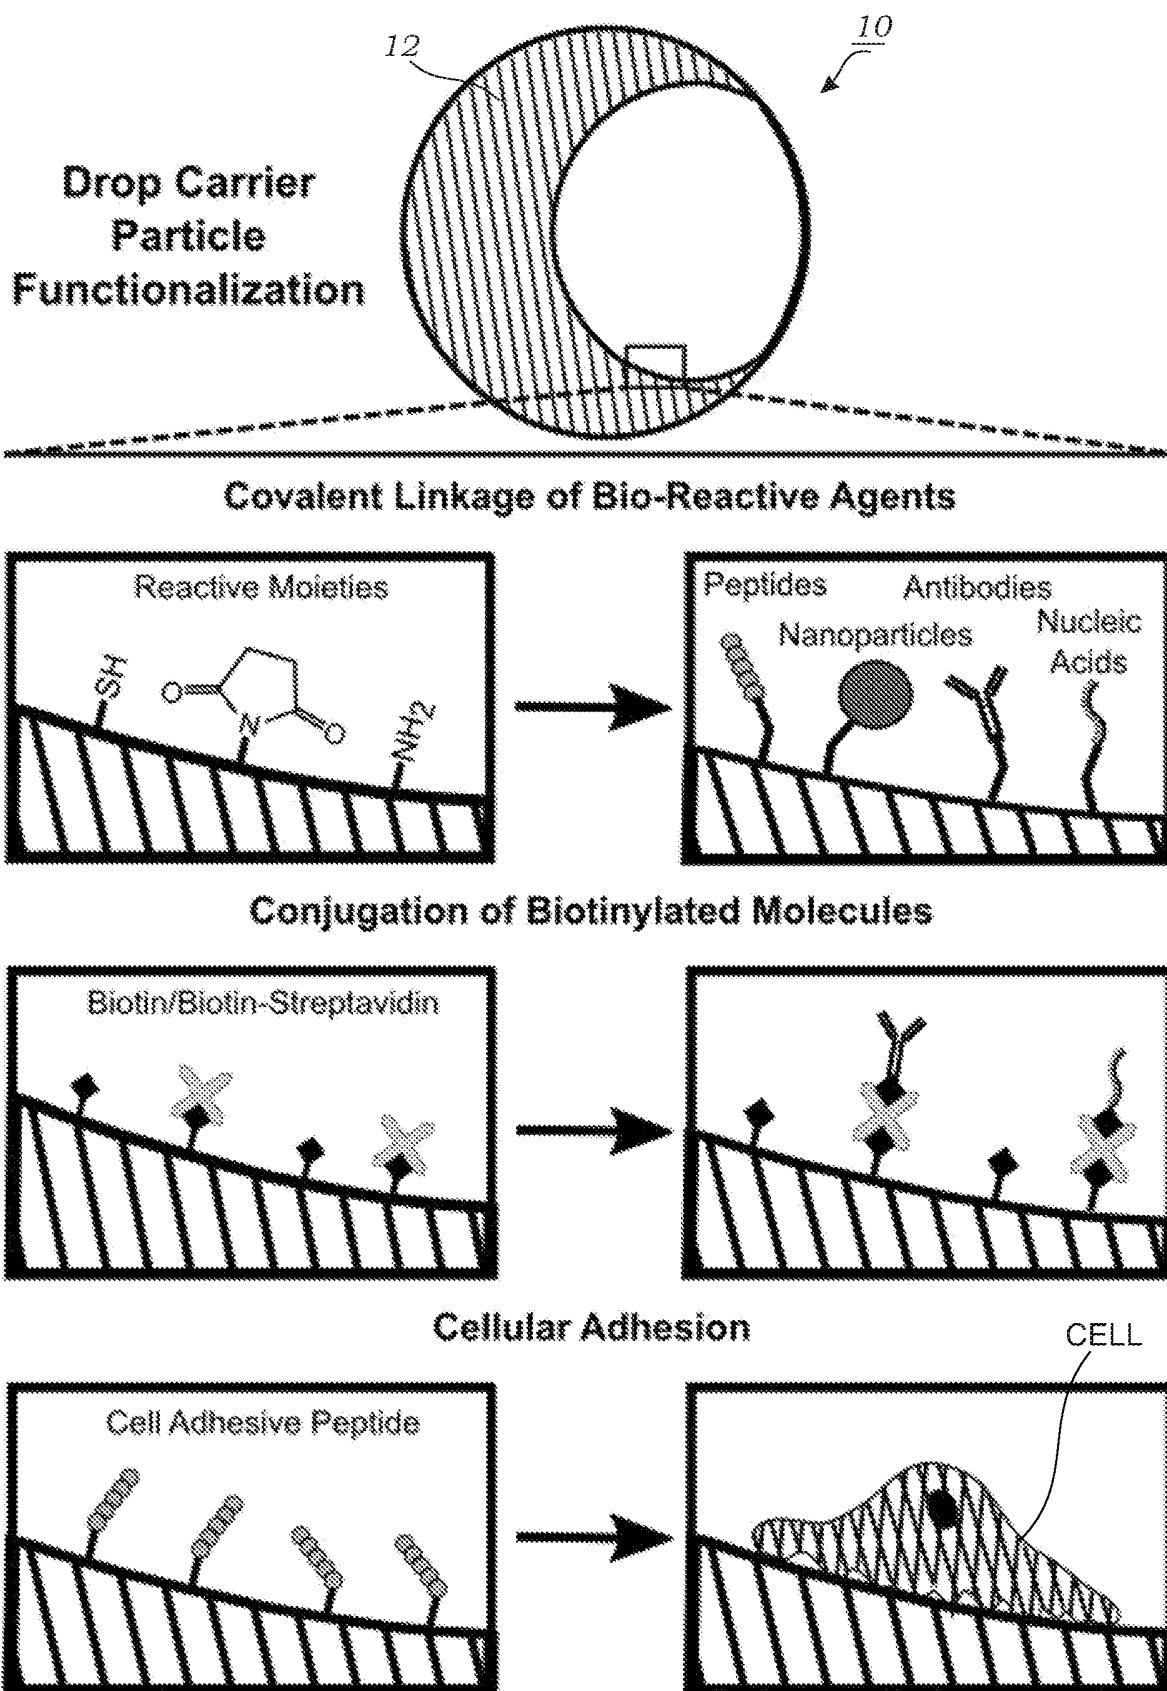 12
10
Drop Carrier
Particle
Functionalization
Covalent Linkage of Bio-Reactive Agents
Reactive Moieties
SH
O
N
O
NH2
Peptides
Antibodies
Nanoparticles
Nucleic
Acids
Conjugation of Biotinylated Molecules
Biotin/Biotin-Streptavidin
Cellular Adhesion
CELL
Cell Adhesive Peptide